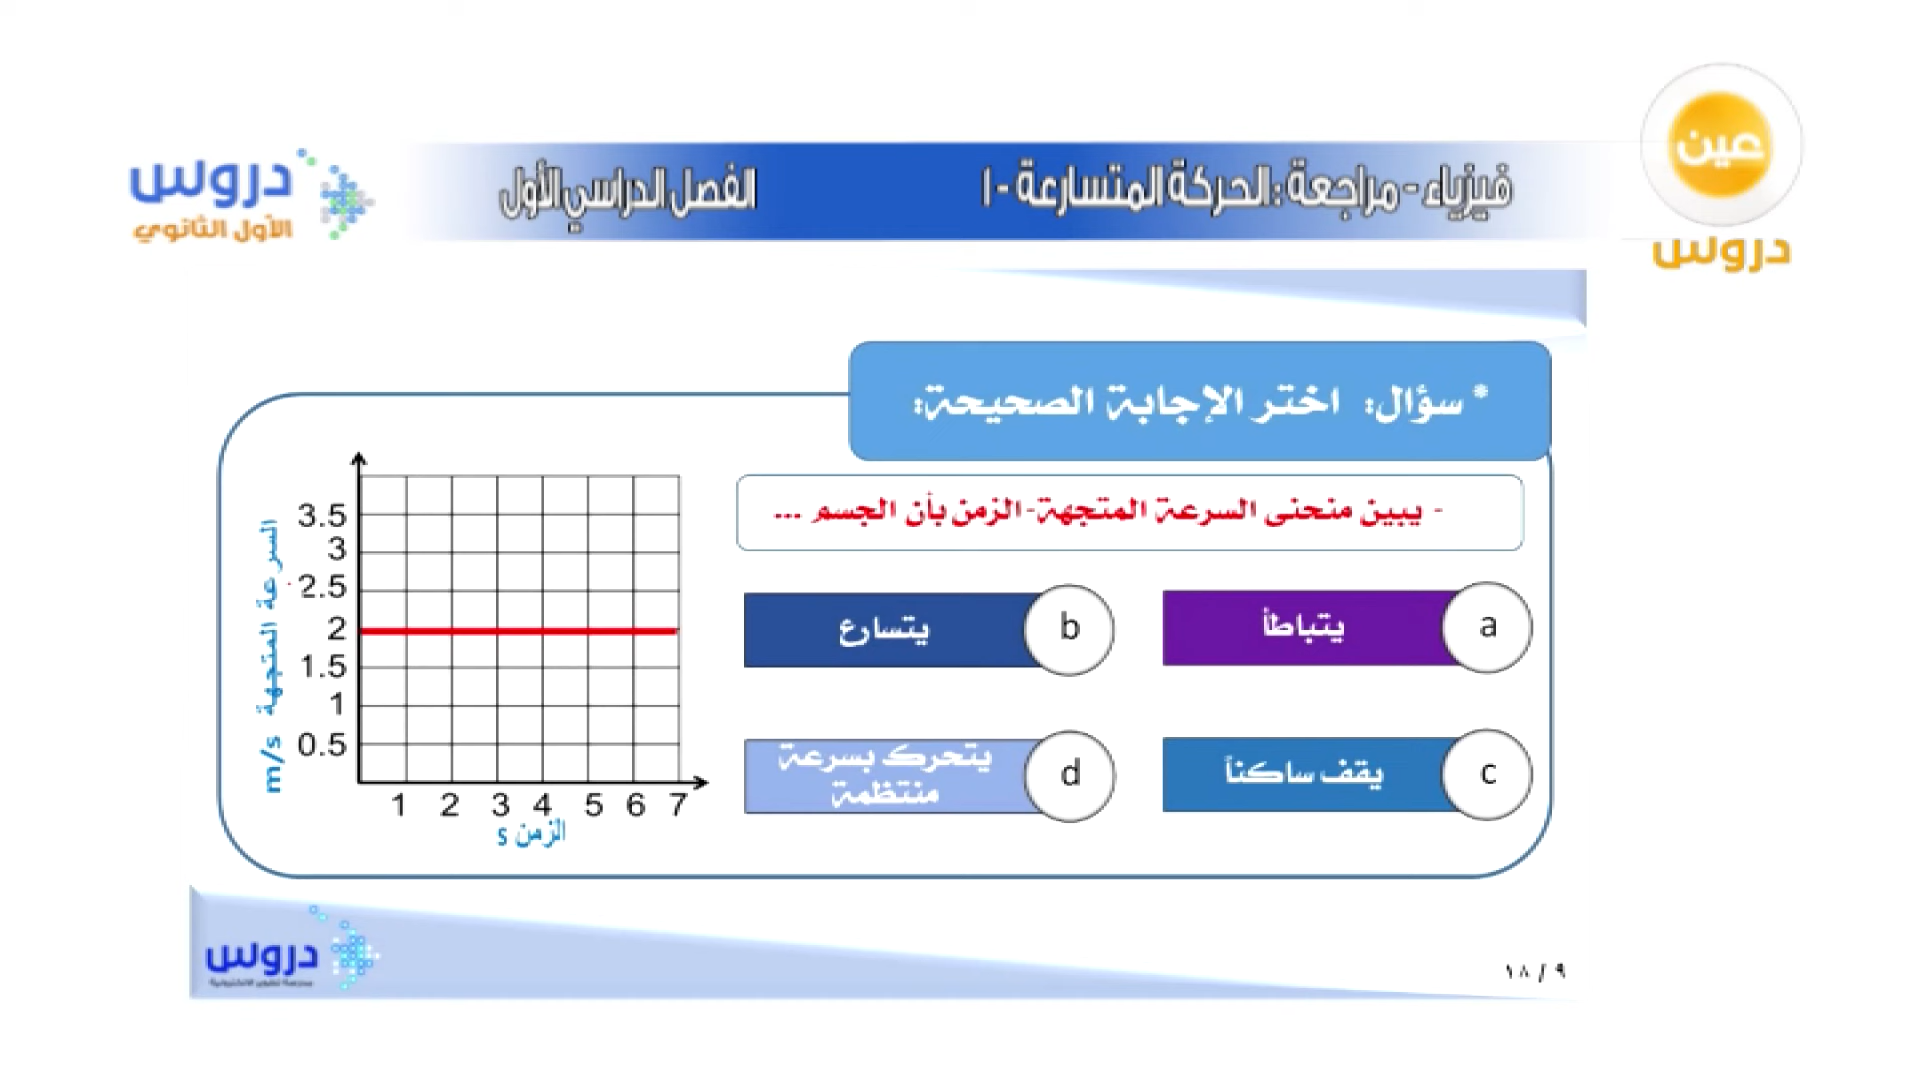 عين
دروس
فيزياء - مراجعة : الحركة المتسارعة - ١
الفصل الدراسي الأول
دروس
الأول الثانوي
* سؤال: اختر الإجابة الصحيحة:
- يبين منحنى السرعة المتجهة- الزمن بأن الجسم ...
a يتباطأ
b يتسارع
c يقف ساكناً
d يتحرك بسرعة
منتظمة
السرعة المتجهة m/s
3.5
3
2.5
2
1.5
1
0.5
1 2 3 4 5 6 7
الزمن s
دروس
١٨ / ٩